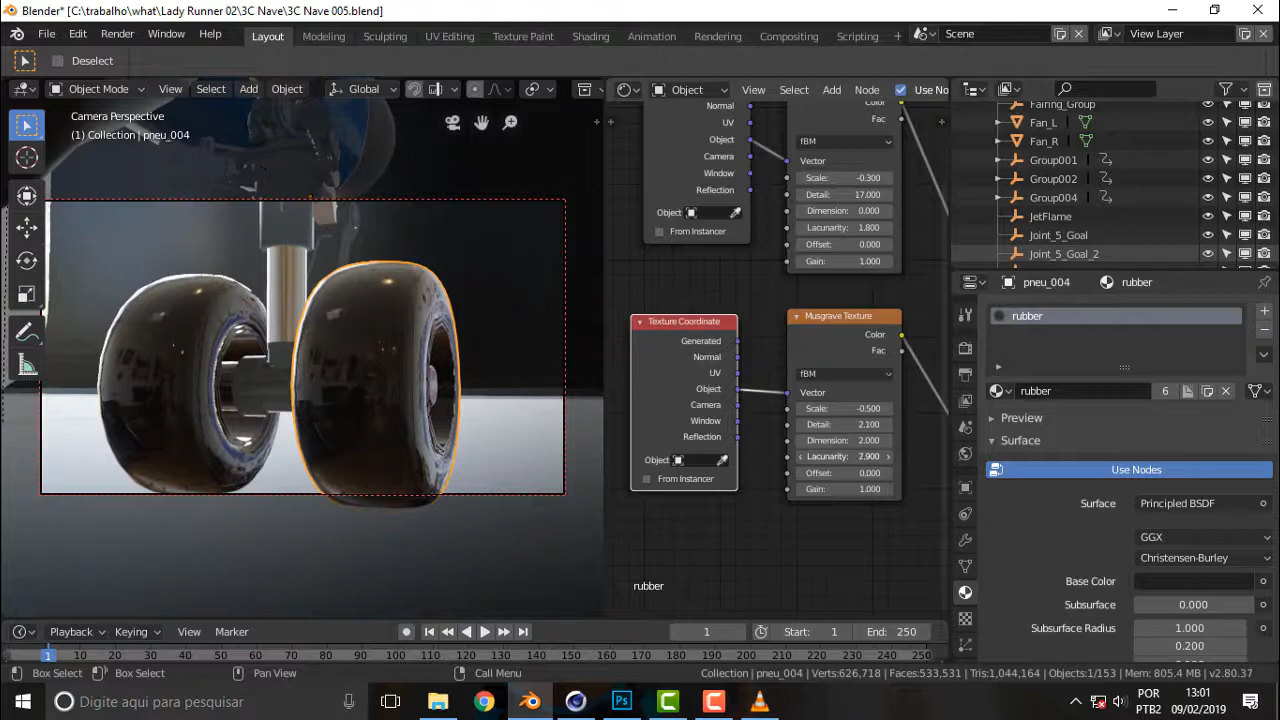 Blender* [C:\trabalho\what\Lady Runner 02\3C Nave\3C Nave 005.blend]
File Edit Render Window Help Layout Modeling Sculpting UV Editing Texture Paint Shading Animation Rendering Compositing Scripting + Scene View Layer
Deselect
Object Mode View Select Add Object Global Object View Select Add Node Use No
Camera Perspective
(1) Collection | pneu_004
Normal
UV
Object
Camera
Window
Reflection
Object
From Instancer
Color
Fac
fBM
Vector
Scale: -0.300
Detail: 17.000
Dimension: 0.000
Lacunarity: 1.800
Offset: 0.000
Gain: 1.000
Texture Coordinate
Generated
Normal
UV
Object
Camera
Window
Reflection
Object
From Instancer
Musgrave Texture
Color
Fac
fBM
Vector
Scale: -0.500
Detail: 2.100
Dimension: 2.000
Lacunarity: 2.900
Offset: 0.000
Gain: 1.000
rubber
Fairing_Group
Fan_L
Fan_R
Group001
Group002
Group004
JetFlame
Joint_5_Goal
Joint_5_Goal_2
pneu_004 rubber
rubber
rubber 6
Preview
Surface
Use Nodes
Surface Principled BSDF
GGX
Christensen-Burley
Base Color
Subsurface 0.000
Subsurface Radius 1.000
0.200
Playback Keying View Marker 1 Start: 1 End: 250
1 10 20 30 40 50 60 70 80 90 100 110 120 130 140 150 160 170 180 190 200 210 220 230 240 250
Box Select Box Select Pan View Call Menu Collection | pneu_004 | Verts:626,718 | Faces:533,531 | Tris:1,044,164 | Objects:1/153 | Mem: 805.4 MB | v2.80.37
Digite aqui para pesquisar Ps POR 13:01
PTB2 09/02/2019